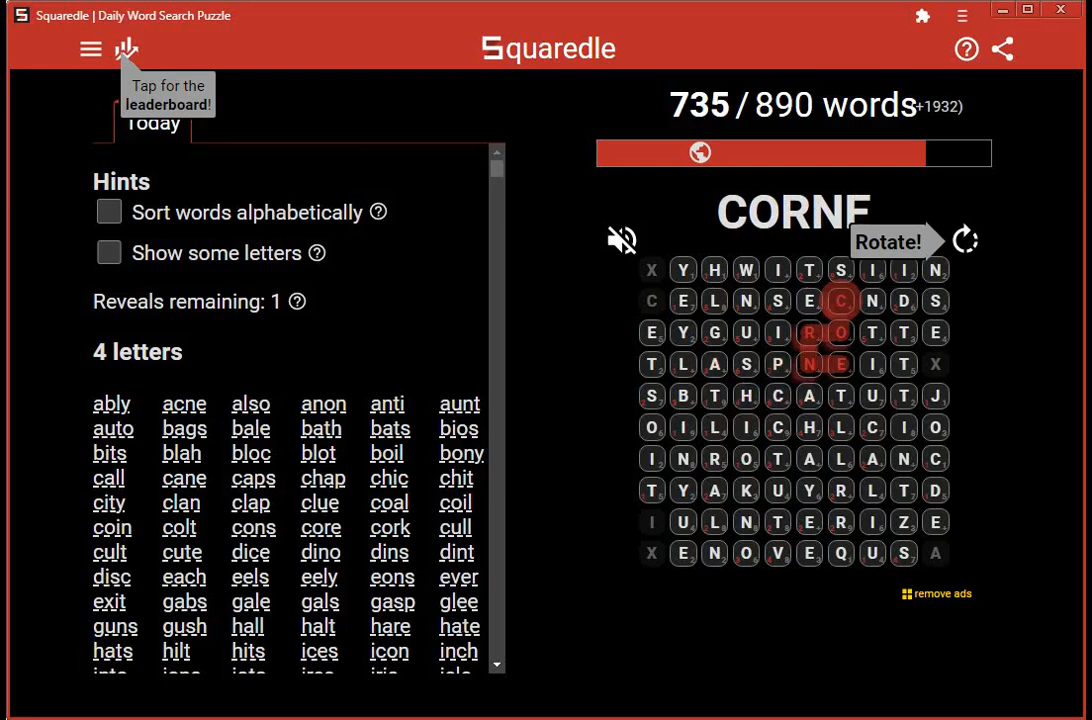 Squaredle | Daily Word Search Puzzle
Squaredle
Tap for the
leaderboard!
Today
735 / 890 words (+1932)
Hints
Sort words alphabetically
Show some letters
Reveals remaining: 1
4 letters
ably acne also anon anti aunt
auto bags bale bath bats bios
bits blah bloc blot boil bony
call cane caps chap chic chit
city clan clap clue coal coil
coin colt cons core cork cull
cult cute dice dino dins dint
disc each eels eely eons ever
exit gabs gale gals gasp glee
guns gush hall halt hare hate
hats hilt hits ices icon inch
CORNE
Rotate!
X Y H W I T S I I N
C E L N S E C N D S
E Y G U I R O T T E
T L A S P N E I T X
S B T H C A T U T J
O I L I C H L C I O
I N R O T A L A N C
T Y A K U Y R L T D
I U L N T E R I Z E
X E N O V E Q U S A
remove ads